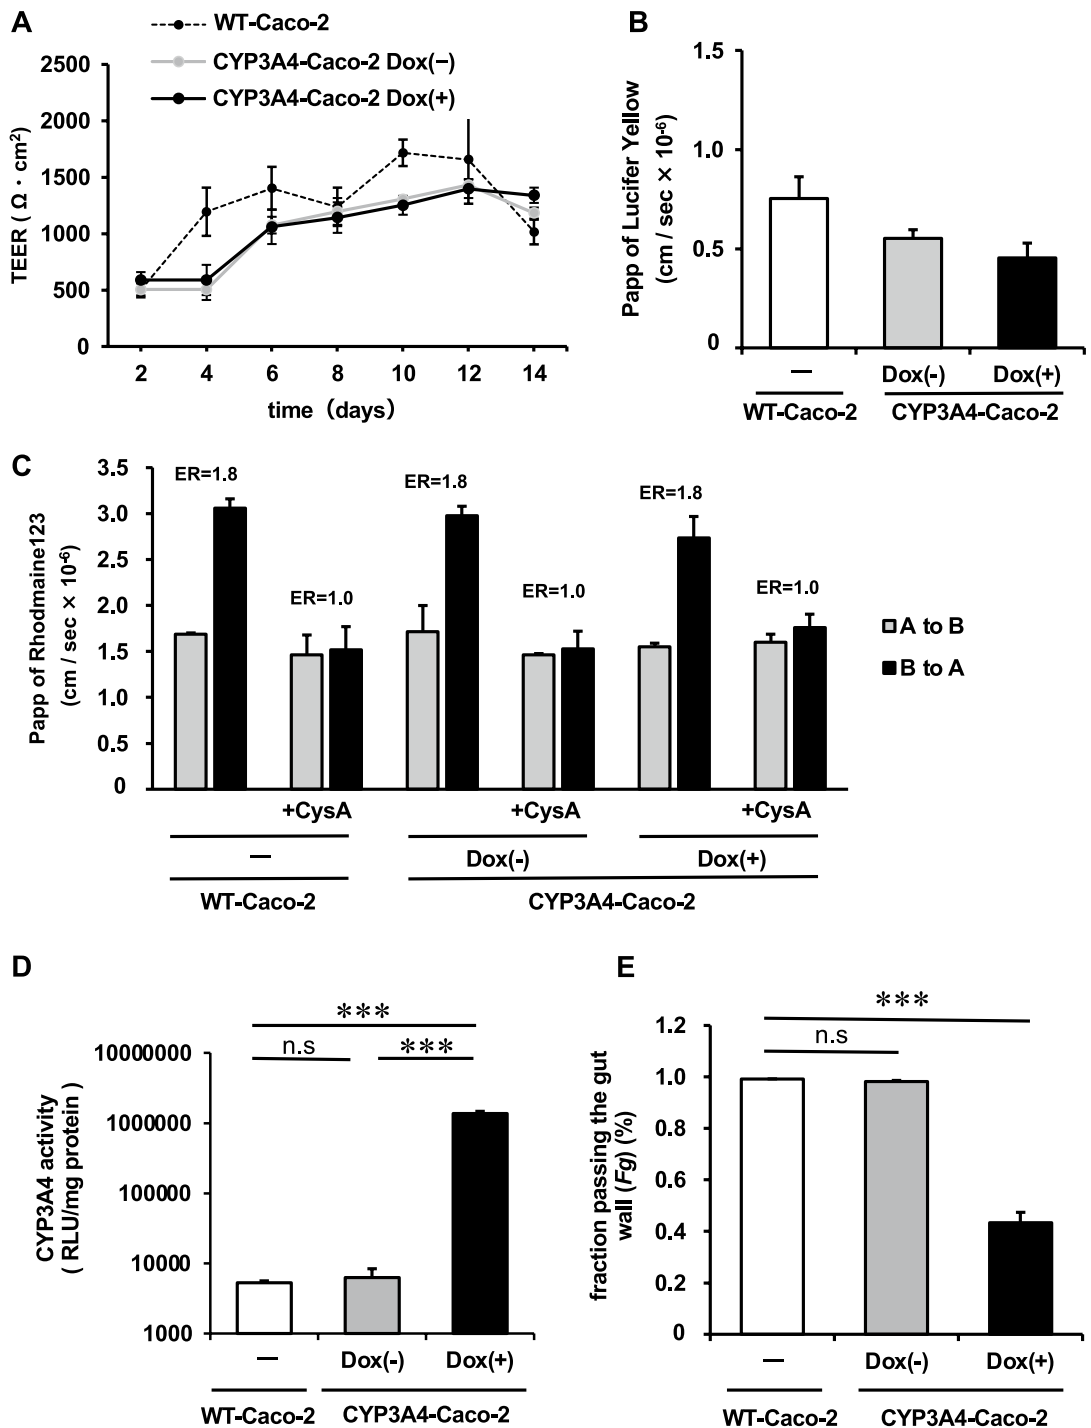 A
WT-Caco-2
CYP3A4-Caco-2 Dox(−)
CYP3A4-Caco-2 Dox(+)
TEER ( Ω · cm²)
2500
2000
1500
1000
500
0
2 4 6 8 10 12 14
time (days)
B
Papp of Lucifer Yellow
(cm / sec × 10⁻⁶)
1.5
1.0
0.5
0
— Dox(-) Dox(+)
WT-Caco-2 CYP3A4-Caco-2
C
Papp of Rhodmaine123
(cm / sec × 10⁻⁶)
3.5
3.0
2.5
2.0
1.5
1.0
0.5
0
ER=1.8
ER=1.0
ER=1.8
ER=1.0
ER=1.8
ER=1.0
A to B
B to A
+CysA +CysA +CysA
— Dox(-) Dox(+)
WT-Caco-2 CYP3A4-Caco-2
D
CYP3A4 activity
( RLU/mg protein )
10000000
1000000
100000
10000
1000
***
n.s ***
— Dox(-) Dox(+)
WT-Caco-2 CYP3A4-Caco-2
E
fraction passing the gut
wall (Fg) (%)
1.2
1
0.8
0.6
0.4
0.2
0
***
n.s
— Dox(-) Dox(+)
WT-Caco-2 CYP3A4-Caco-2